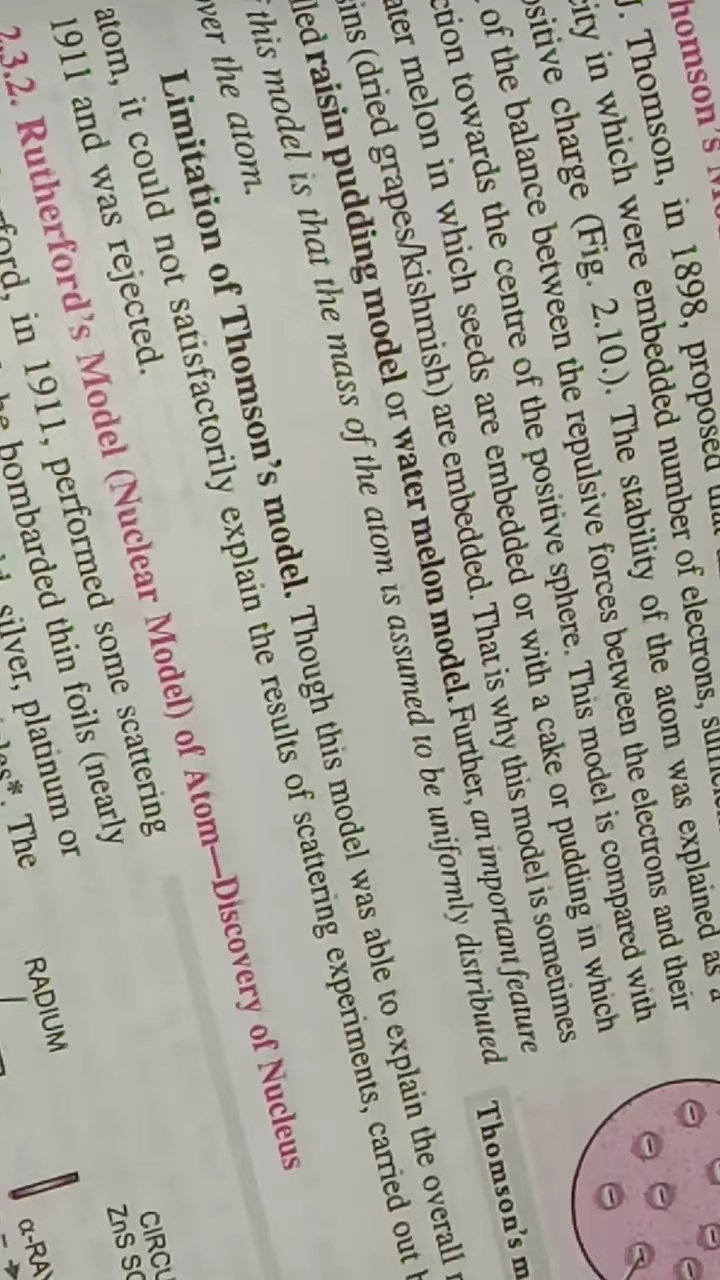 homson's
J. Thomson, in 1898, proposed
city in which were embedded number of electrons,
ositive charge (Fig. 2.10.). The stability of the atom was explained as a
of the balance between the repulsive forces between the electrons and their
ction towards the centre of the positive sphere. This model is compared with
ater melon in which seeds are embedded or with a cake or pudding in which
sins (dried grapes/kishmish) are embedded. That is why this model is sometimes
lled raisin pudding model or water melon model. Further, an important feature
f this model is that the mass of the atom is assumed to be uniformly distributed
ver the atom.
Thomson's m
Limitation of Thomson's model. Though this model was able to explain the overall
atom, it could not satisfactorily explain the results of scattering experiments, carried out
1911 and was rejected.
2.3.2. Rutherford's Model (Nuclear Model) of Atom—Discovery of Nucleus
ford, in 1911, performed some scattering
he bombarded thin foils (nearly
silver, platinum or
les*. The
RADIUM
CIRCU
ZnS SC
α-RAY